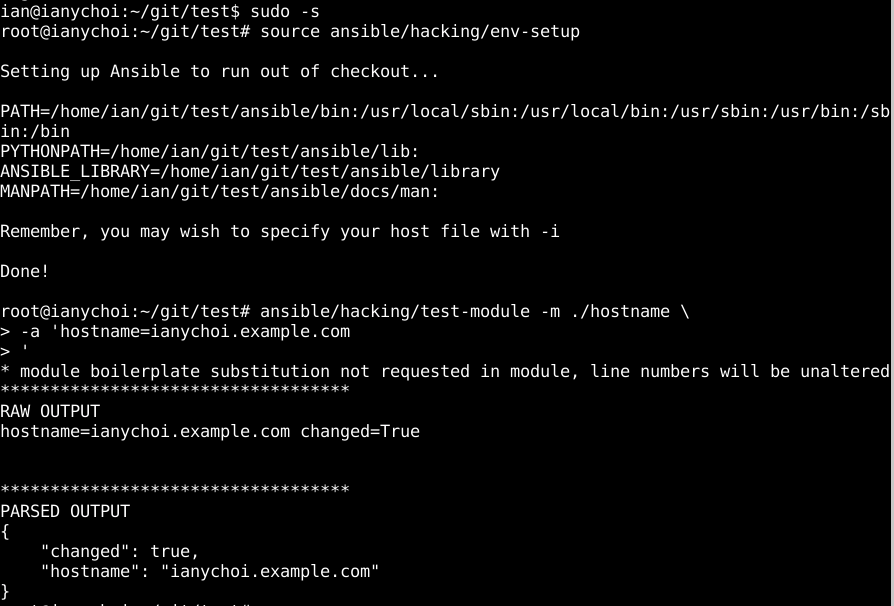 ian@ianychoi:~/git/test$ sudo -s
root@ianychoi:~/git/test# source ansible/hacking/env-setup
Setting up Ansible to run out of checkout...
PATH=/home/ian/git/test/ansible/bin:/usr/local/sbin:/usr/local/bin:/usr/sbin:/usr/bin:/sb
in:/bin
PYTHONPATH=/home/ian/git/test/ansible/lib:
ANSIBLE_LIBRARY=/home/ian/git/test/ansible/library
MANPATH=/home/ian/git/test/ansible/docs/man:
Remember, you may wish to specify your host file with -i
Done!
root@ianychoi:~/git/test# ansible/hacking/test-module -m ./hostname \
> -a 'hostname=ianychoi.example.com
> '
* module boilerplate substitution not requested in module, line numbers will be unaltered
***********************************
RAW OUTPUT
hostname=ianychoi.example.com changed=True
***********************************
PARSED OUTPUT
{
    "changed": true,
    "hostname": "ianychoi.example.com"
}